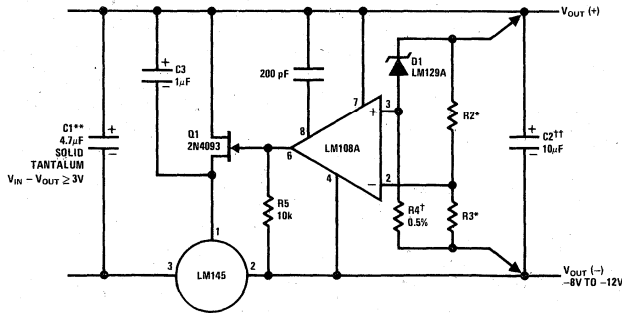 VOUT (+)
C3
1µF
+
−
200 pF
D1
LM129A
C1**
4.7µF
SOLID
TANTALUM
VIN − VOUT ≥ 3V
+
−
Q1
2N4093
8
7
3
+
6
LM108A
4
2
−
R2*
+
C2††
10µF
−
R5
10k
R4†
0.5%
R3*
1
3
LM145
2
VOUT (−)
−8V TO −12V